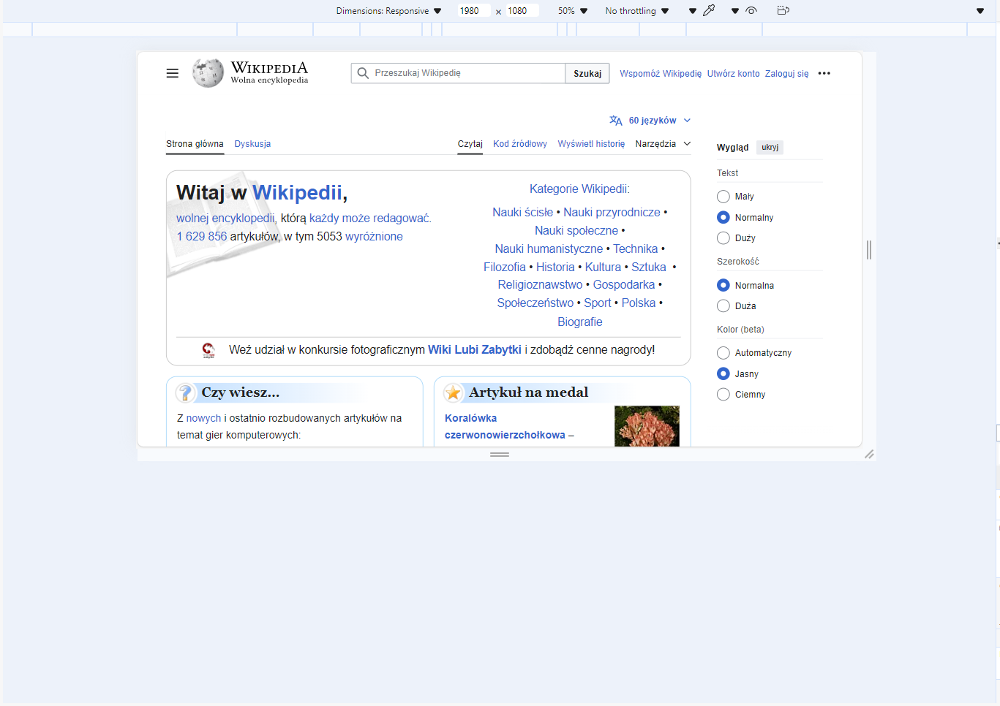 Dimensions: Responsive 1980 x 1080 50% No throttling
WIKIPEDIA
Wolna encyklopedia
Przeszukaj Wikipedię Szukaj Wspomóż Wikipedię Utwórz konto Zaloguj się
60 języków
Strona główna Dyskusja Czytaj Kod źródłowy Wyświetl historię Narzędzia
Witaj w Wikipedii,
wolnej encyklopedii, którą każdy może redagować.
1 629 856 artykułów, w tym 5053 wyróżnione
Kategorie Wikipedii:
Nauki ścisłe • Nauki przyrodnicze •
Nauki społeczne •
Nauki humanistyczne • Technika •
Filozofia • Historia • Kultura • Sztuka •
Religioznawstwo • Gospodarka •
Społeczeństwo • Sport • Polska •
Biografie
Weź udział w konkursie fotograficznym Wiki Lubi Zabytki i zdobądź cenne nagrody!
Czy wiesz...
Z nowych i ostatnio rozbudowanych artykułów na
temat gier komputerowych:
Artykuł na medal
Koralówka
czerwonowierzchołkowa –
Wygląd ukryj
Tekst
Mały
Normalny
Duży
Szerokość
Normalna
Duża
Kolor (beta)
Automatyczny
Jasny
Ciemny